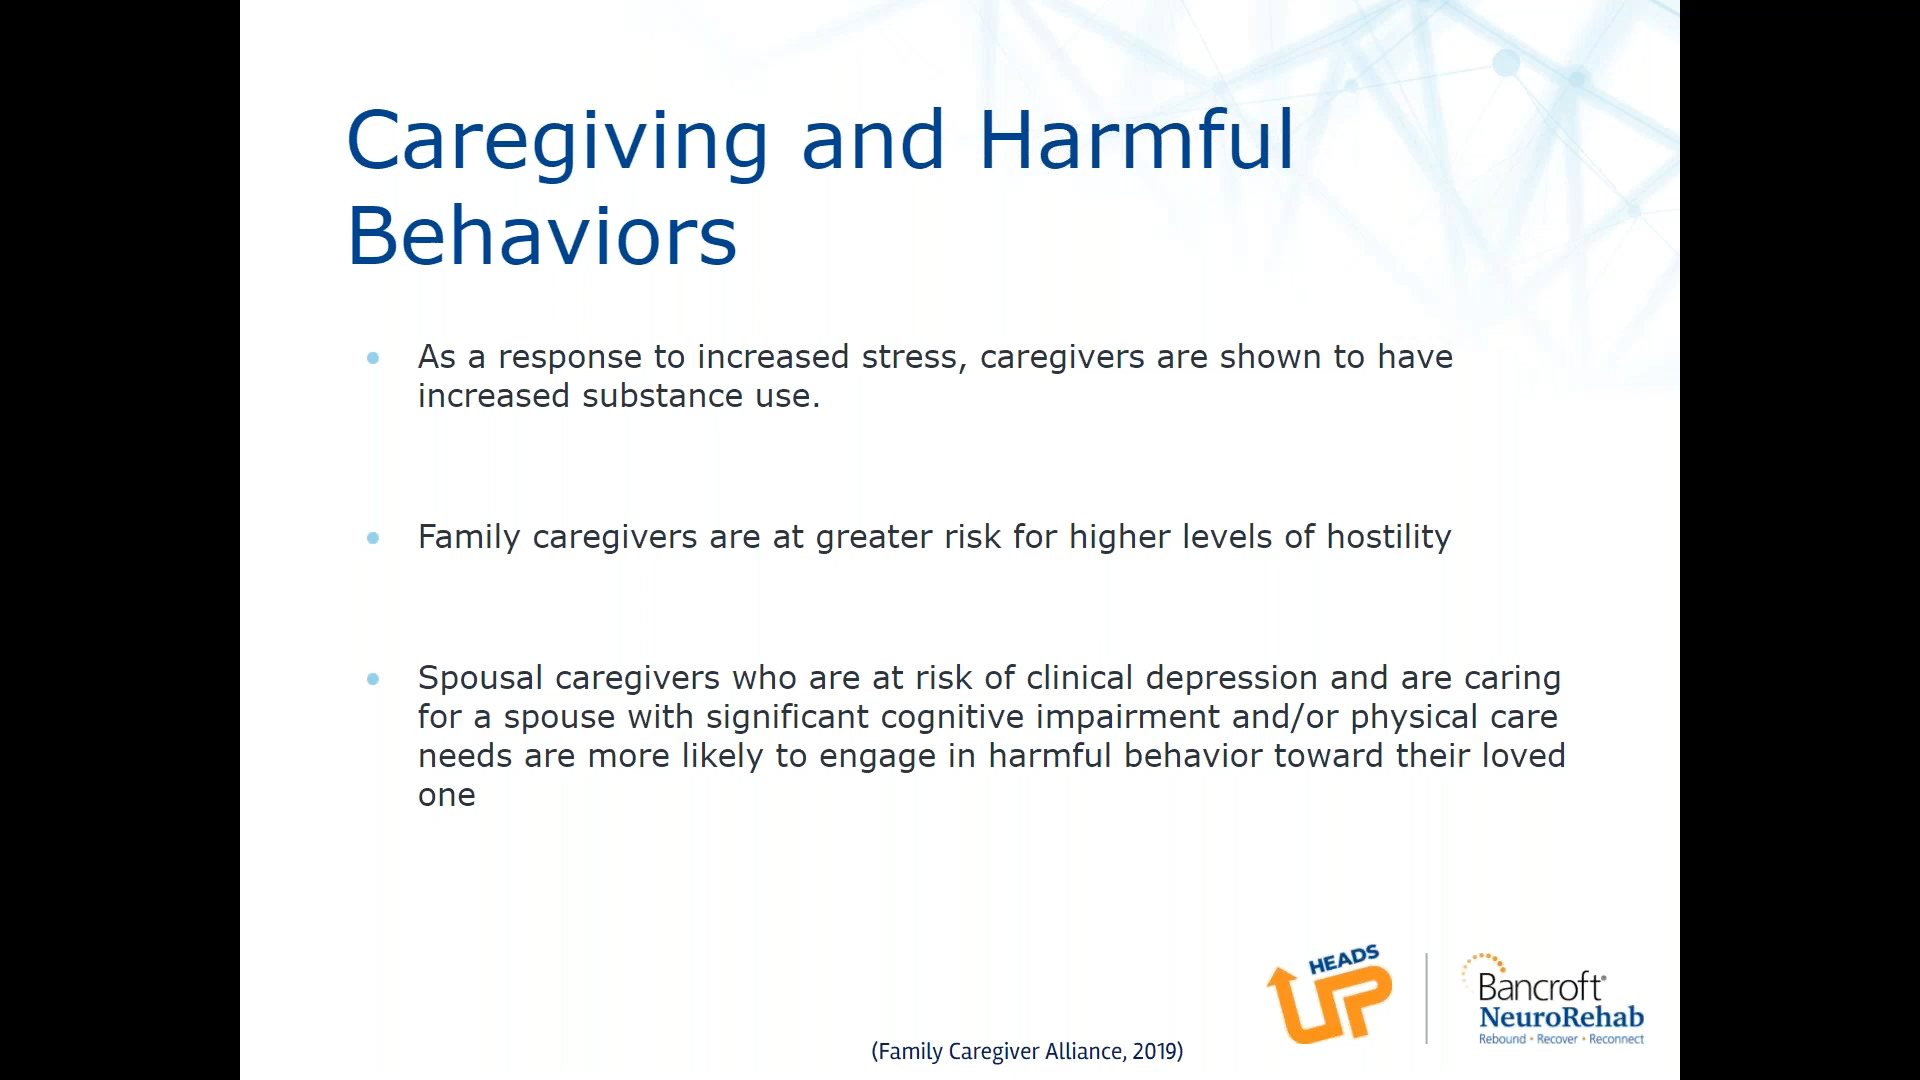 Caregiving and Harmful
Behaviors
• As a response to increased stress, caregivers are shown to have
increased substance use.
• Family caregivers are at greater risk for higher levels of hostility
• Spousal caregivers who are at risk of clinical depression and are caring
for a spouse with significant cognitive impairment and/or physical care
needs are more likely to engage in harmful behavior toward their loved
one
HEADS
UP
Bancroft®
NeuroRehab
Rebound • Recover • Reconnect
(Family Caregiver Alliance, 2019)